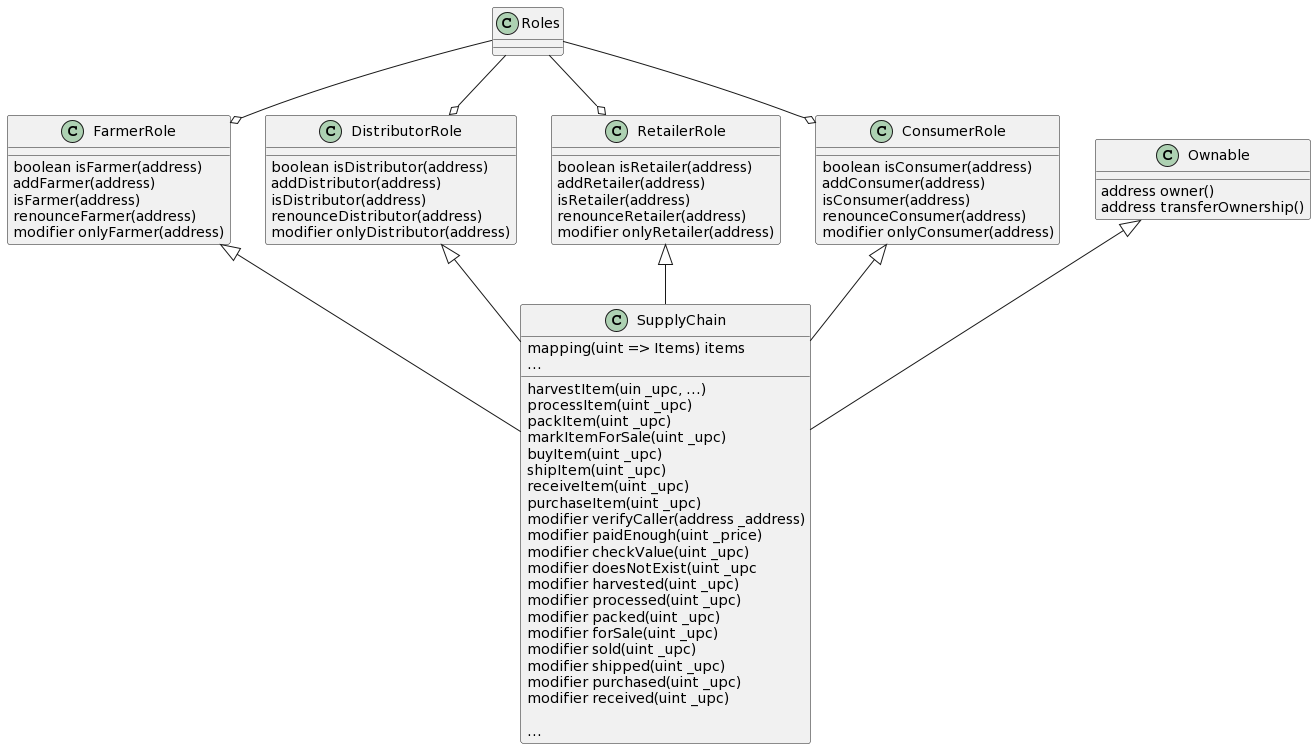 C Roles
C FarmerRole
boolean isFarmer(address)
addFarmer(address)
isFarmer(address)
renounceFarmer(address)
modifier onlyFarmer(address)
C DistributorRole
boolean isDistributor(address)
addDistributor(address)
isDistributor(address)
renounceDistributor(address)
modifier onlyDistributor(address)
C RetailerRole
boolean isRetailer(address)
addRetailer(address)
isRetailer(address)
renounceRetailer(address)
modifier onlyRetailer(address)
C ConsumerRole
boolean isConsumer(address)
addConsumer(address)
isConsumer(address)
renounceConsumer(address)
modifier onlyConsumer(address)
C Ownable
address owner()
address transferOwnership()
C SupplyChain
mapping(uint => Items) items
...
harvestItem(uin _upc, ...)
processItem(uint _upc)
packItem(uint _upc)
markItemForSale(uint _upc)
buyItem(uint _upc)
shipItem(uint _upc)
receiveItem(uint _upc)
purchaseItem(uint _upc)
modifier verifyCaller(address _address)
modifier paidEnough(uint _price)
modifier checkValue(uint _upc)
modifier doesNotExist(uint _upc
modifier harvested(uint _upc)
modifier processed(uint _upc)
modifier packed(uint _upc)
modifier forSale(uint _upc)
modifier sold(uint _upc)
modifier shipped(uint _upc)
modifier purchased(uint _upc)
modifier received(uint _upc)
...